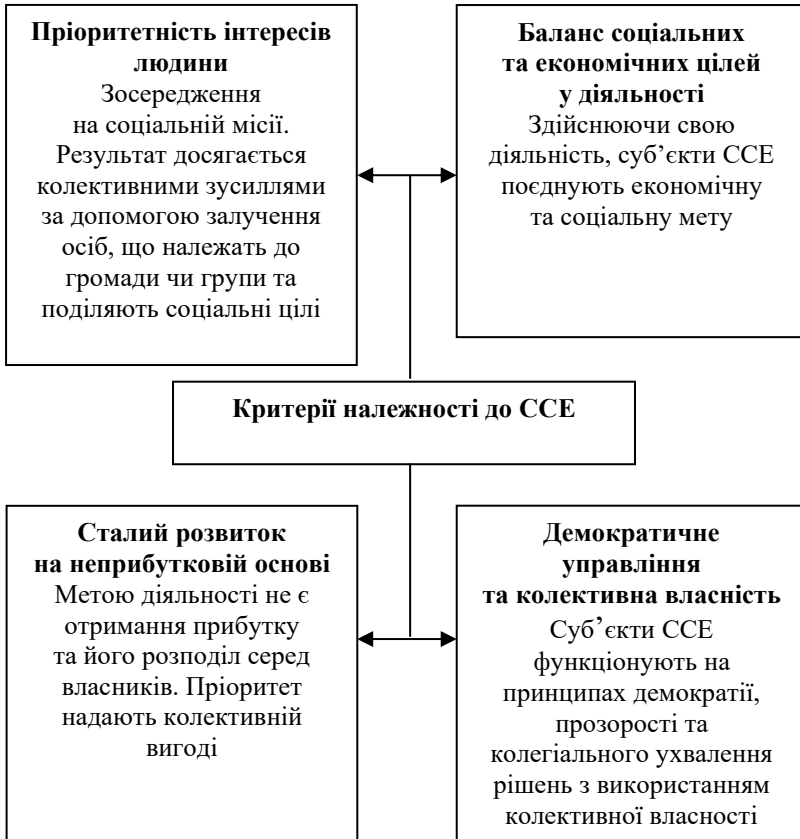 Пріоритетність інтересів
людини
Зосередження
на соціальній місії.
Результат досягається
колективними зусиллями
за допомогою залучення
осіб, що належать до
громади чи групи та
поділяють соціальні цілі
Баланс соціальних
та економічних цілей
у діяльності
Здійснюючи свою
діяльність, суб’єкти ССЕ
поєднують економічну
та соціальну мету
Критерії належності до ССЕ
Сталий розвиток
на неприбутковій основі
Метою діяльності не є
отримання прибутку
та його розподіл серед
власників. Пріоритет
надають колективній
вигоді
Демократичне
управління
та колективна власність
Суб’єкти ССЕ
функціонують на
принципах демократії,
прозорості та
колегіального ухвалення
рішень з використанням
колективної власності